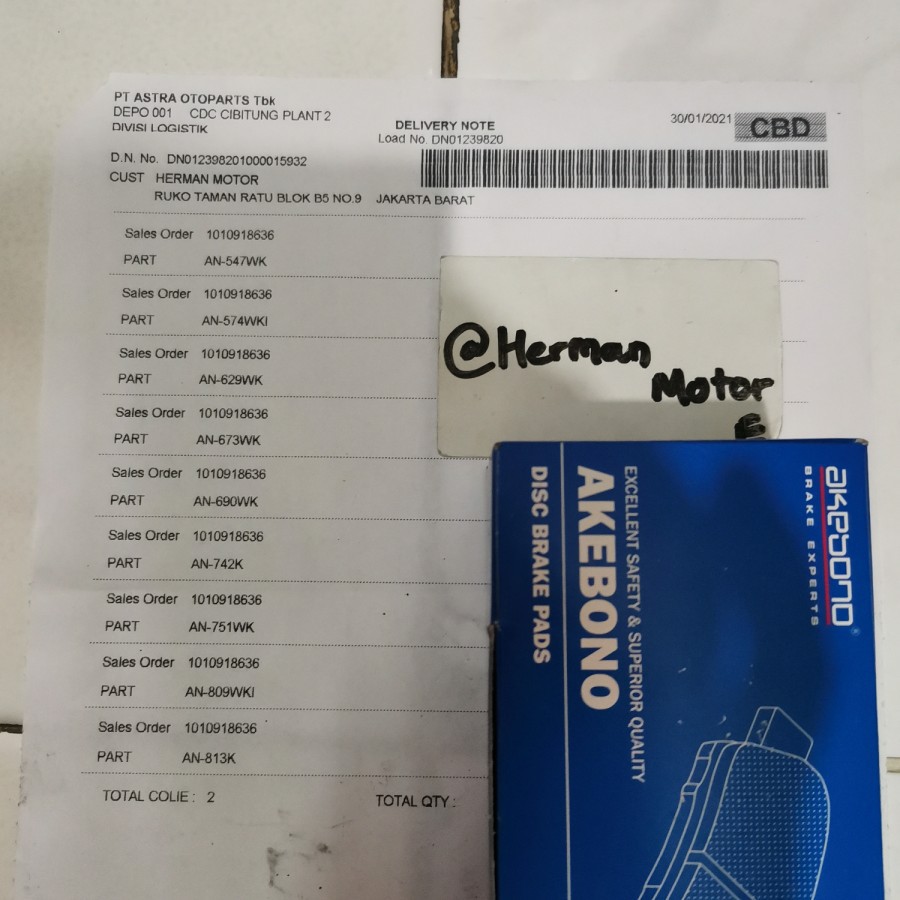 PT ASTRA OTOPARTS Tbk
DEPO 001 CDC CIBITUNG PLANT 2
DIVISI LOGISTIK
DELIVERY NOTE
Load No. DN01239820
30/01/2021 CBD
D.N. No. DN012398201000015932
CUST HERMAN MOTOR
RUKO TAMAN RATU BLOK B5 NO.9 JAKARTA BARAT
Sales Order 1010918636
PART AN-547WK
Sales Order 1010918636
PART AN-574WKI
Sales Order 1010918636
PART AN-629WK
Sales Order 1010918636
PART AN-673WK
Sales Order 1010918636
PART AN-690WK
Sales Order 1010918636
PART AN-742K
Sales Order 1010918636
PART AN-751WK
Sales Order 1010918636
PART AN-809WKI
Sales Order 1010918636
PART AN-813K
TOTAL COLIE : 2 TOTAL QTY :
@Herman
Motor
akebono
BRAKE EXPERTS
EXCELLENT SAFETY & SUPERIOR QUALITY
AKEBONO
DISC BRAKE PADS